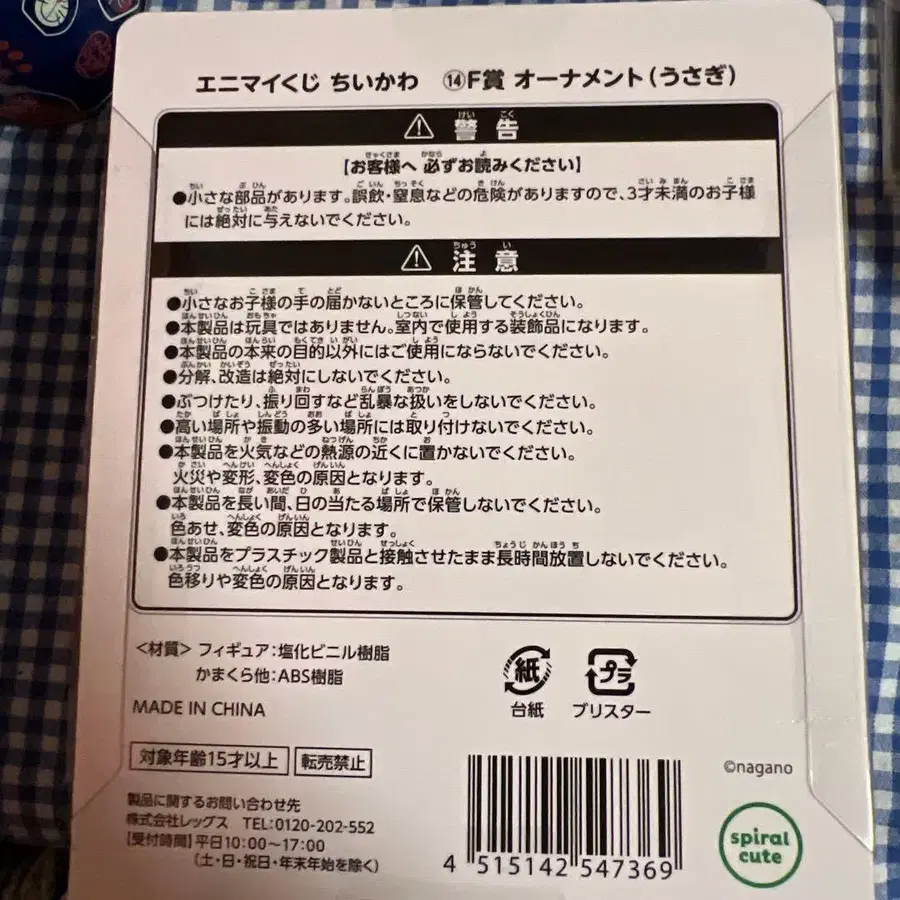 エニマイくじ ちいかわ ⑭F賞 オーナメント(うさぎ)
⚠ 警告
【お客様へ 必ずお読みください】
●小さな部品があります。誤飲・窒息などの危険がありますので、3才未満のお子様
には絶対に与えないでください。
⚠ 注意
●小さなお子様の手の届かないところに保管してください。
●本製品は玩具ではありません。室内で使用する装飾品になります。
●本製品の本来の目的以外にはご使用にならないでください。
●分解、改造は絶対にしないでください。
●ぶつけたり、振り回すなど乱暴な扱いをしないでください。
●高い場所や振動の多い場所には取り付けないでください。
●本製品を火気などの熱源の近くに置かないでください。
火災や変形、変色の原因となります。
●本製品を長い間、日の当たる場所で保管しないでください。
色あせ、変色の原因となります。
●本製品をプラスチック製品と接触させたまま長時間放置しないでください。
色移りや変色の原因となります。
<材質> フィギュア:塩化ビニル樹脂
かまくら他:ABS樹脂
MADE IN CHINA
紙
台紙
プラ
ブリスター
対象年齢15才以上 転売禁止
©nagano
製品に関するお問い合わせ先
株式会社レッグス TEL:0120-202-552
【受付時間】平日10:00〜17:00
(土・日・祝日・年末年始を除く)
4 515142 547369
spiral
cute